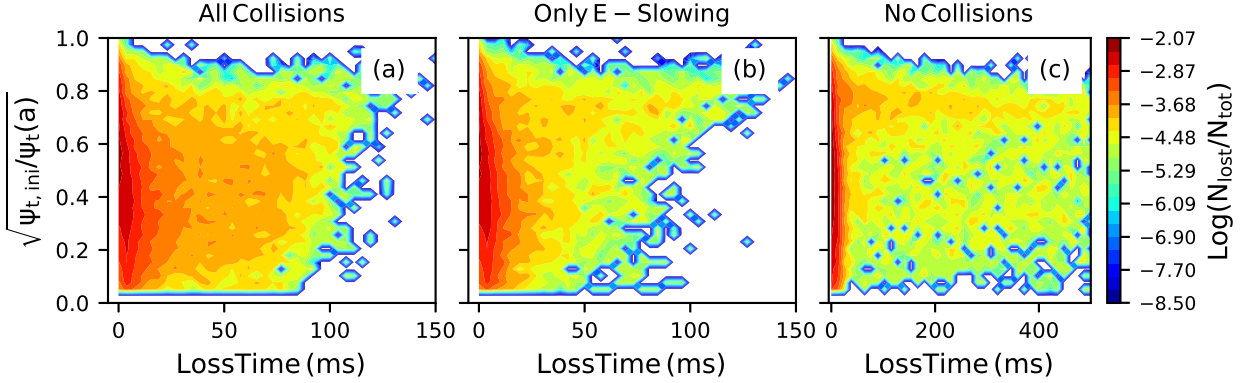 All Collisions
Only E − Slowing
No Collisions
(a)
(b)
(c)
√ψt, ini/ψt(a)
1.0
0.8
0.6
0.4
0.2
0.0
0 50 100 150
0 50 100 150
0 200 400
LossTime (ms)
LossTime (ms)
LossTime (ms)
−2.07
−2.87
−3.68
−4.48
−5.29
−6.09
−6.90
−7.70
−8.50
Log(Nlost/Ntot)